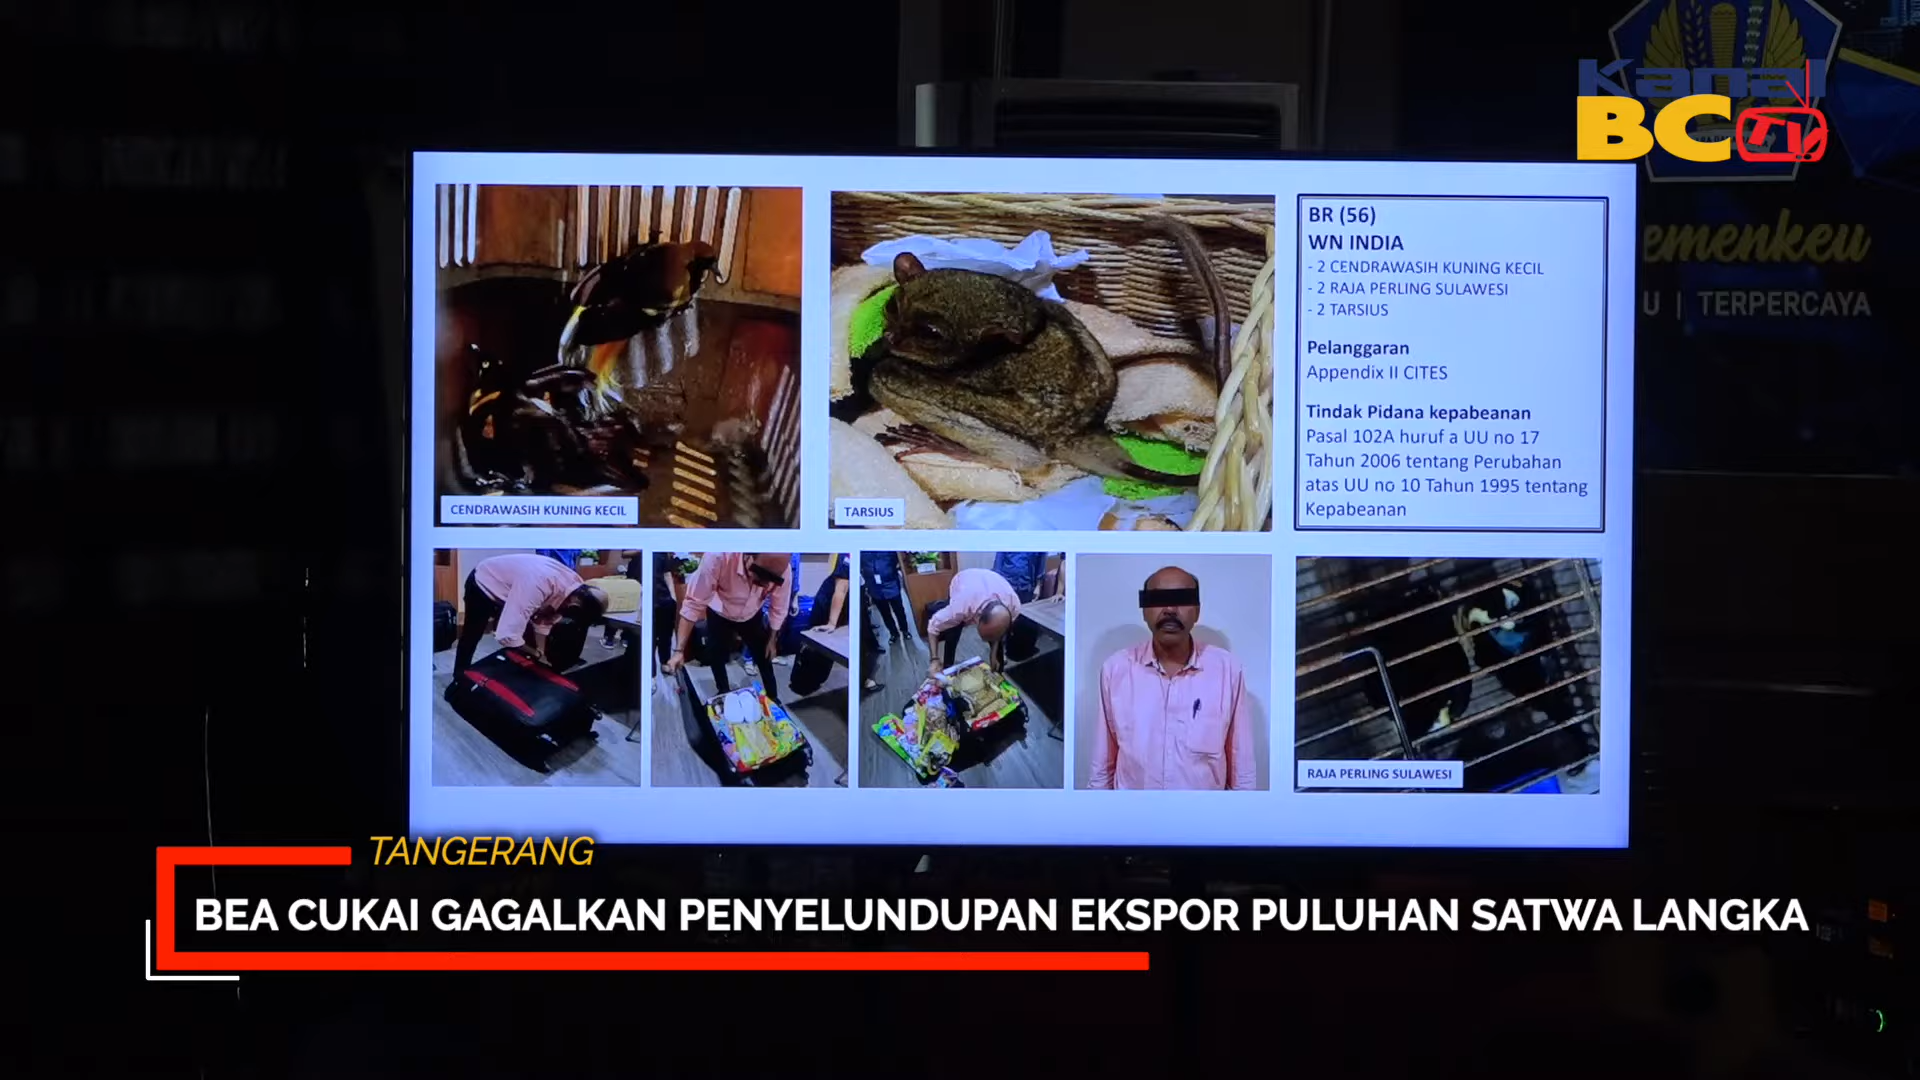 Kanal
BC TV
emenkeu
U | TERPERCAYA
BR (56)
WN INDIA
- 2 CENDRAWASIH KUNING KECIL
- 2 RAJA PERLING SULAWESI
- 2 TARSIUS
Pelanggaran
Appendix II CITES
Tindak Pidana kepabeanan
Pasal 102A huruf a UU no 17
Tahun 2006 tentang Perubahan
atas UU no 10 Tahun 1995 tentang
Kepabeanan
CENDRAWASIH KUNING KECIL
TARSIUS
RAJA PERLING SULAWESI
TANGERANG
BEA CUKAI GAGALKAN PENYELUNDUPAN EKSPOR PULUHAN SATWA LANGKA